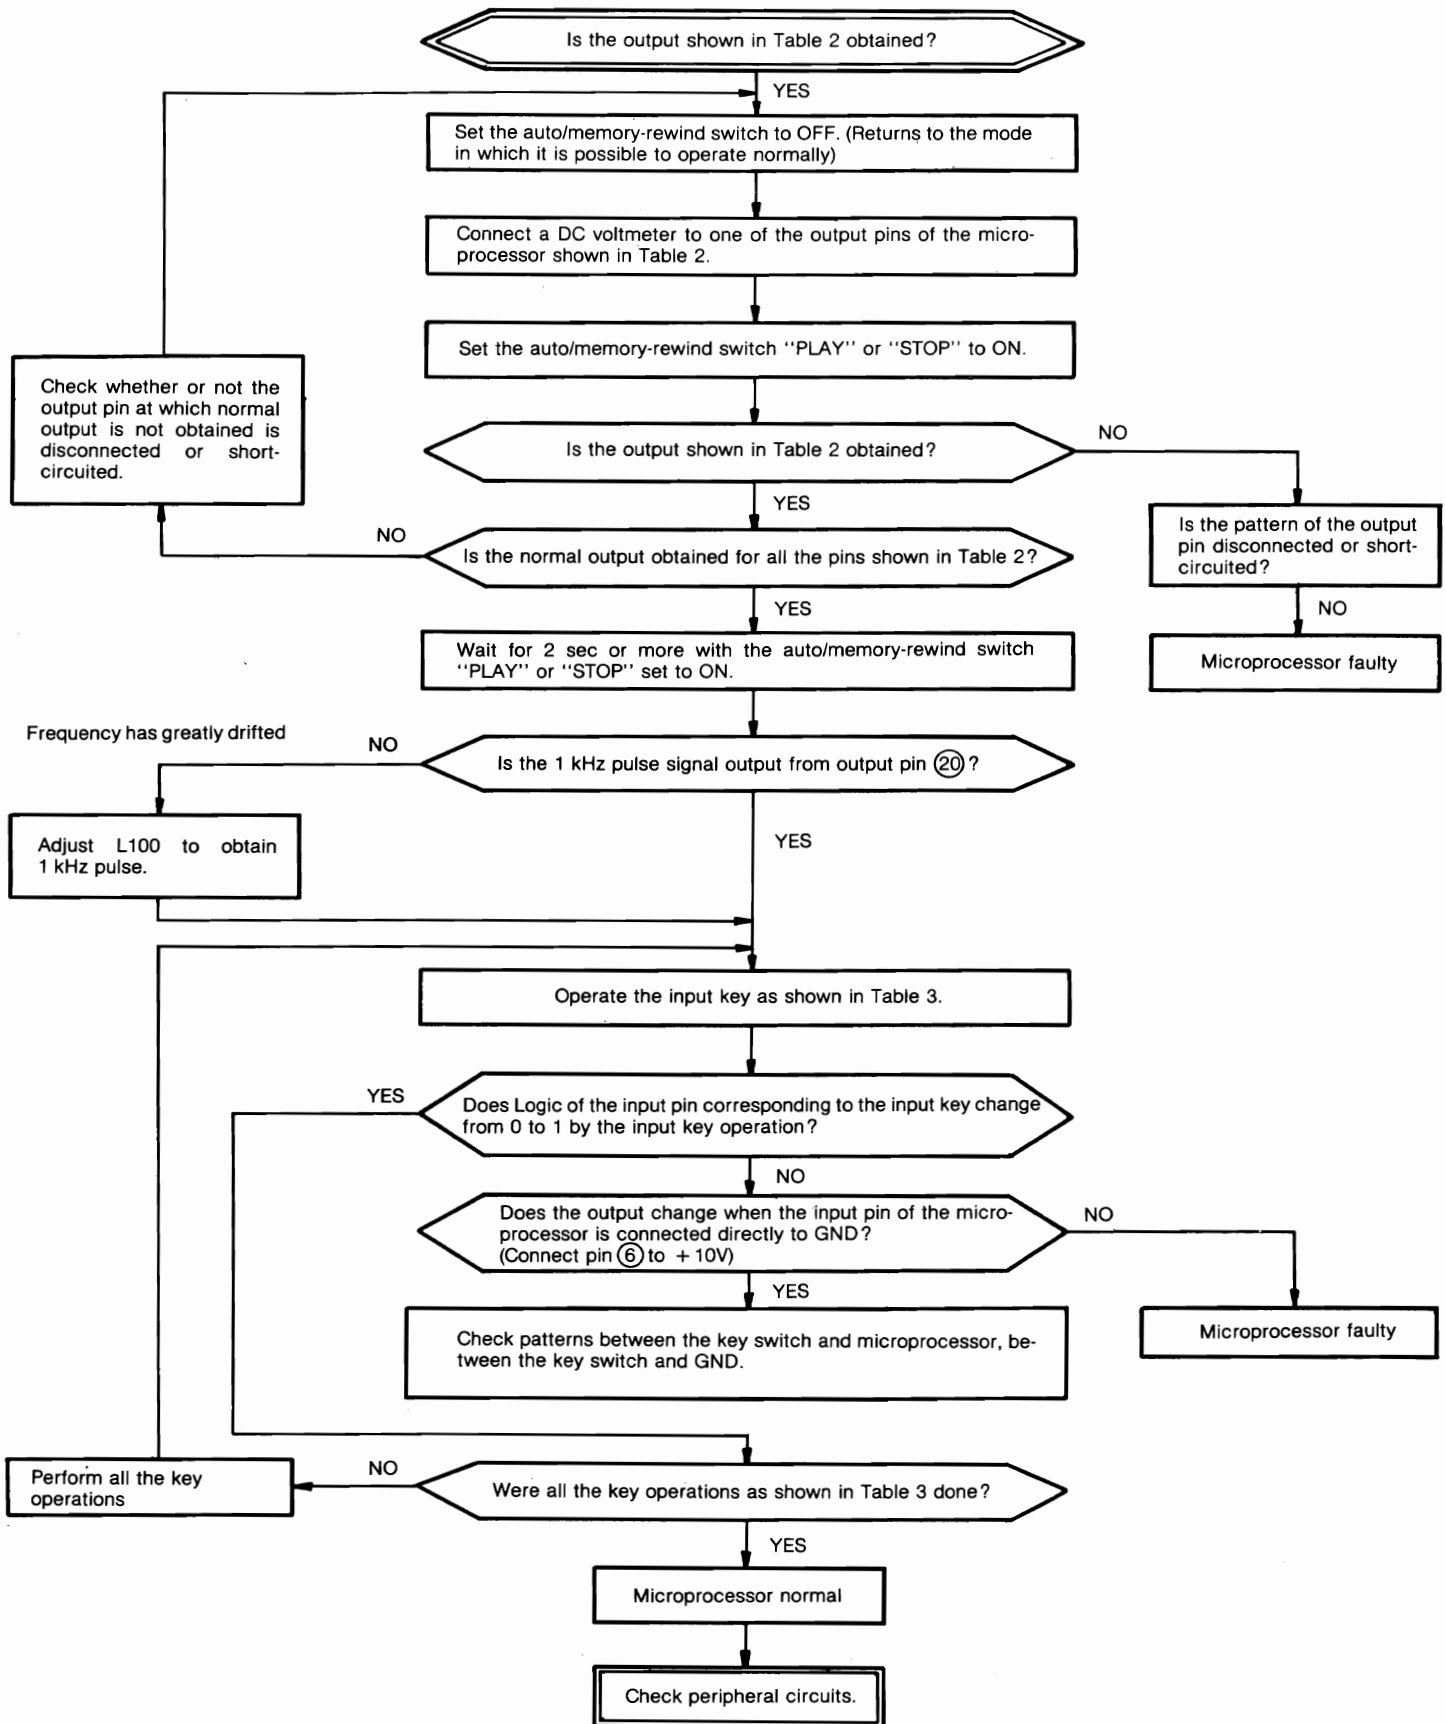 Is the output shown in Table 2 obtained?
YES
Set the auto/memory-rewind switch to OFF. (Returns to the mode
in which it is possible to operate normally)
Connect a DC voltmeter to one of the output pins of the micro-
processor shown in Table 2.
Set the auto/memory-rewind switch "PLAY" or "STOP" to ON.
Check whether or not the
output pin at which normal
output is not obtained is
disconnected or short-
circuited.
Is the output shown in Table 2 obtained?
NO
YES
Is the pattern of the output
pin disconnected or short-
circuited?
NO
Is the normal output obtained for all the pins shown in Table 2?
YES
NO
Microprocessor faulty
Wait for 2 sec or more with the auto/memory-rewind switch
"PLAY" or "STOP" set to ON.
Frequency has greatly drifted
NO
Is the 1 kHz pulse signal output from output pin ⑳?
YES
Adjust L100 to obtain
1 kHz pulse.
Operate the input key as shown in Table 3.
YES
Does Logic of the input pin corresponding to the input key change
from 0 to 1 by the input key operation?
NO
Does the output change when the input pin of the micro-
processor is connected directly to GND?
(Connect pin ⑥ to +10V)
NO
YES
Check patterns between the key switch and microprocessor, be-
tween the key switch and GND.
Microprocessor faulty
Perform all the key
operations
NO
Were all the key operations as shown in Table 3 done?
YES
Microprocessor normal
Check peripheral circuits.